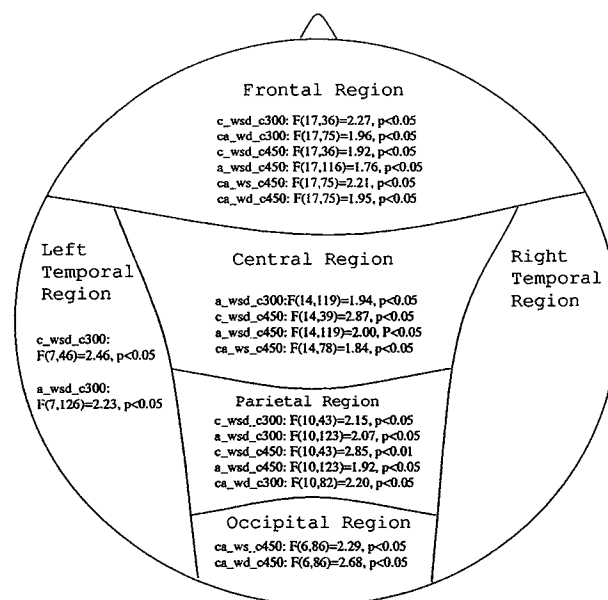 Frontal Region
c_wsd_c300: F(17,36)=2.27, p<0.05
ca_wd_c300: F(17,75)=1.96, p<0.05
c_wsd_c450: F(17,36)=1.92, p<0.05
a_wsd_c450: F(17,116)=1.76, p<0.05
ca_ws_c450: F(17,75)=2.21, p<0.05
ca_wd_c450: F(17,75)=1.95, p<0.05
Left
Temporal
Region
c_wsd_c300:
F(7,46)=2.46, p<0.05
a_wsd_c300:
F(7,126)=2.23, p<0.05
Central Region
a_wsd_c300:F(14,119)=1.94, p<0.05
c_wsd_c450: F(14,39)=2.87, p<0.05
a_wsd_c450: F(14,119)=2.00, P<0.05
ca_ws_c450: F(14,78)=1.84, p<0.05
Right
Temporal
Region
Parietal Region
c_wsd_c300: F(10,43)=2.15, p<0.05
a_wsd_c300: F(10,123)=2.07, p<0.05
c_wsd_c450: F(10,43)=2.85, p<0.01
a_wsd_c450: F(10,123)=1.92, p<0.05
ca_wd_c300: F(10,82)=2.20, p<0.05
Occipital Region
ca_ws_c450: F(6,86)=2.29, p<0.05
ca_wd_c450: F(6,86)=2.68, p<0.05